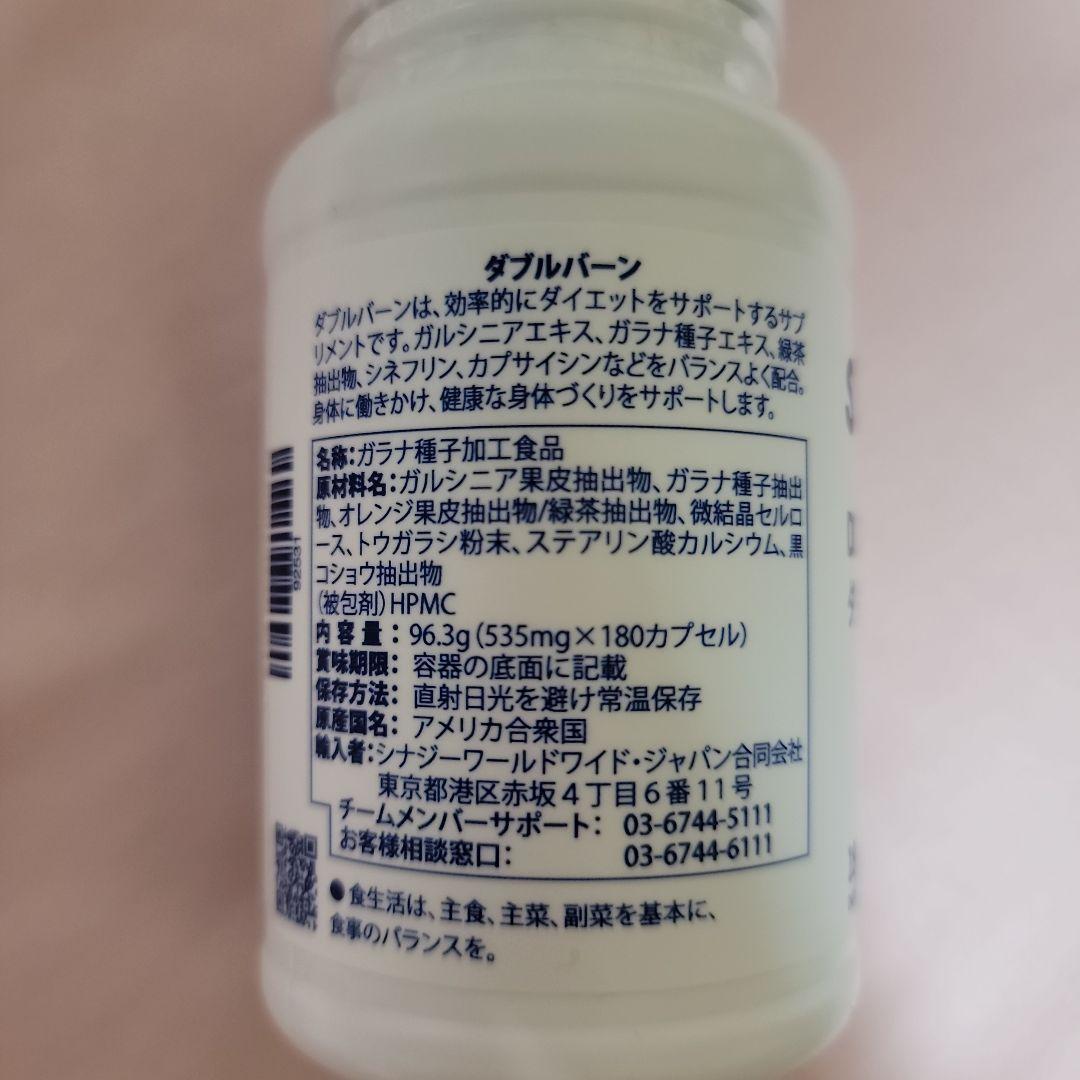 ダブルバーン
ダブルバーンは、効率的にダイエットをサポートするサプ
リメントです。ガルシニアエキス、ガラナ種子エキス、緑茶
抽出物、シネフリン、カプサイシンなどをバランスよく配合。
身体に働きかけ、健康な身体づくりをサポートします。
名称：ガラナ種子加工食品
原材料名：ガルシニア果皮抽出物、ガラナ種子抽出
物、オレンジ果皮抽出物/緑茶抽出物、微結晶セルロ
ース、トウガラシ粉末、ステアリン酸カルシウム、黒
コショウ抽出物
（被包剤）HPMC
内容量：96.3g（535mg×180カプセル）
賞味期限：容器の底面に記載
保存方法：直射日光を避け常温保存
原産国名：アメリカ合衆国
輸入者：シナジーワールドワイド・ジャパン合同会社
東京都港区赤坂4丁目6番11号
チームメンバーサポート：03-6744-5111
お客様相談窓口：03-6744-6111
●食生活は、主食、主菜、副菜を基本に、
食事のバランスを。
92531